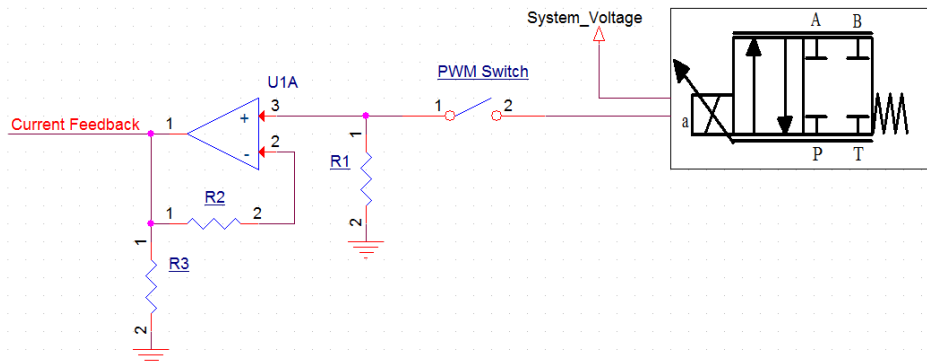 System_Voltage
A B
U1A
PWM Switch
3
1 2
+
1
Current Feedback
2
-
1
R1
a
P T
R2
1 2
2
1
R3
2